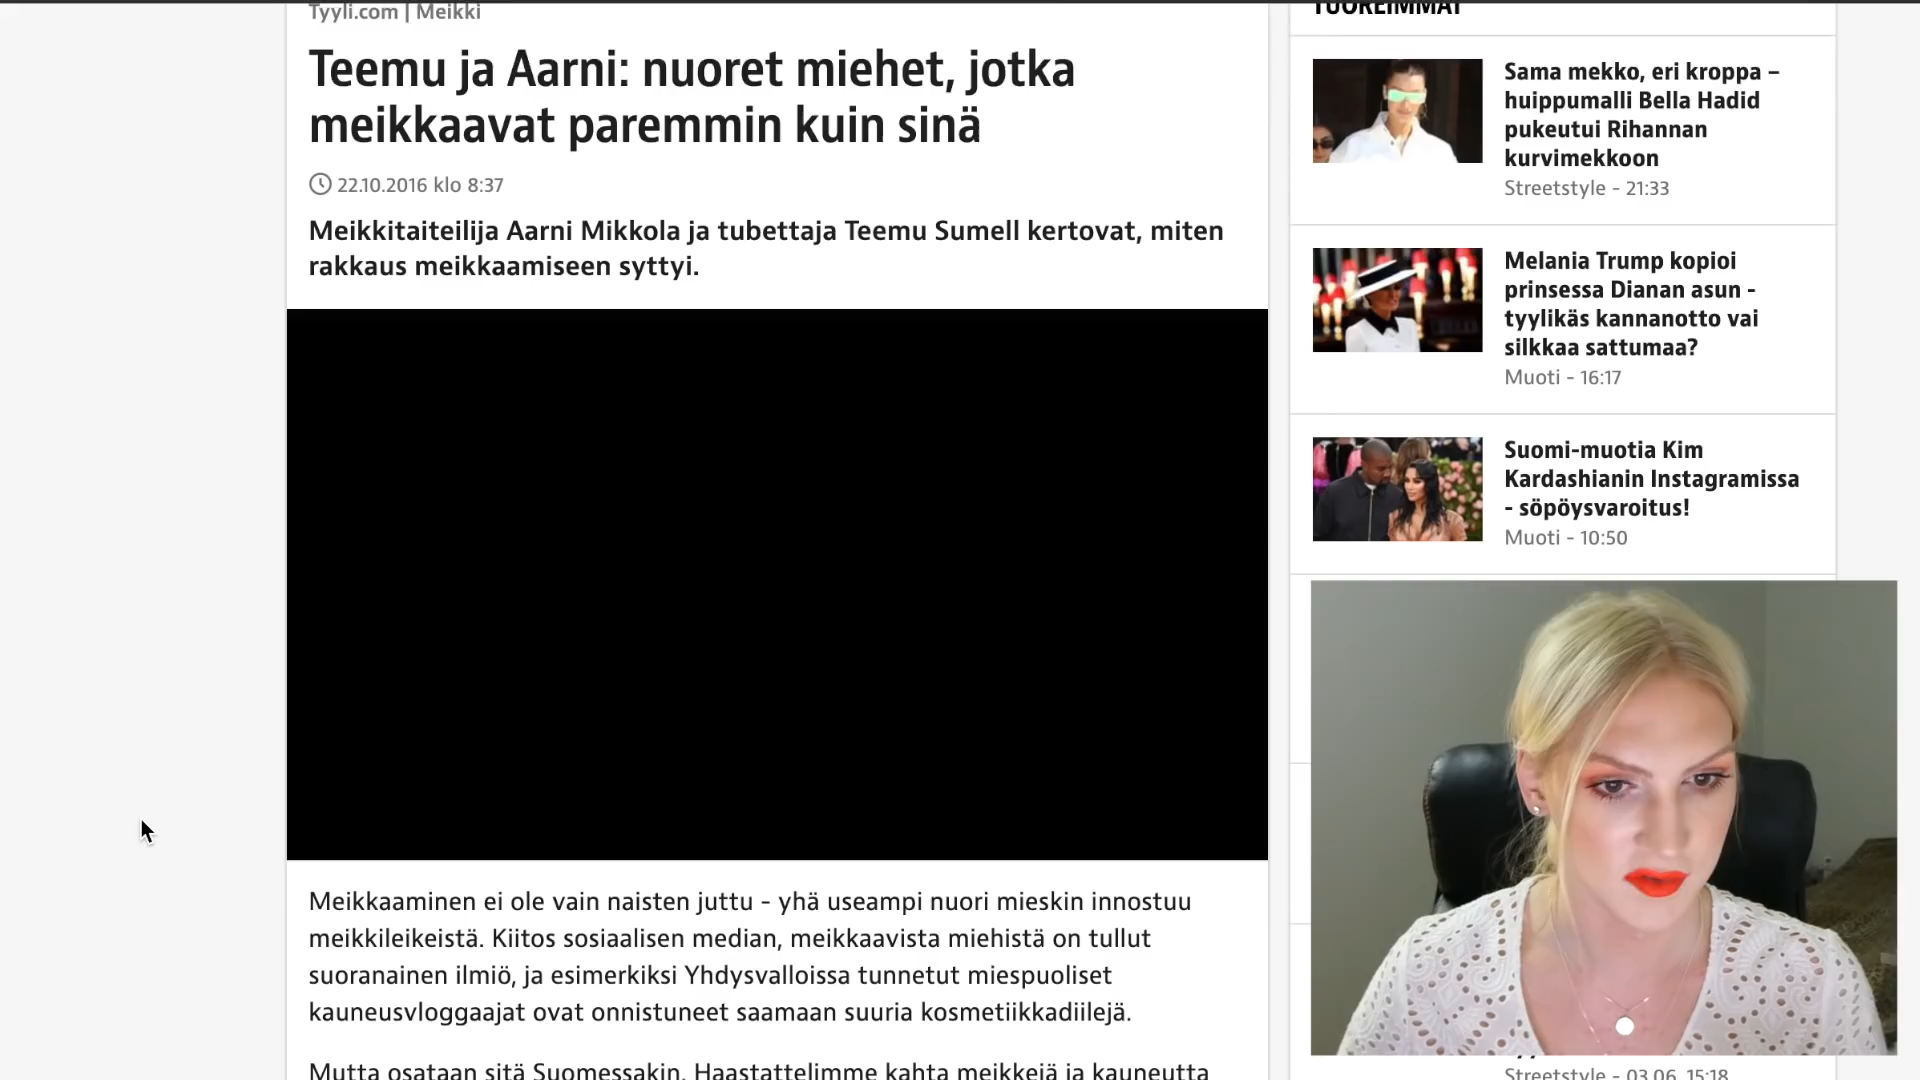 Tyyli.com | Meikki
Teemu ja Aarni: nuoret miehet, jotka
meikkaavat paremmin kuin sinä
22.10.2016 klo 8:37
Meikkitaiteilija Aarni Mikkola ja tubettaja Teemu Sumell kertovat, miten
rakkaus meikkaamiseen syttyi.
Meikkaaminen ei ole vain naisten juttu - yhä useampi nuori mieskin innostuu
meikkileikeistä. Kiitos sosiaalisen median, meikkaavista miehistä on tullut
suoranainen ilmiö, ja esimerkiksi Yhdysvalloissa tunnetut miespuoliset
kauneusvloggaajat ovat onnistuneet saamaan suuria kosmetiikkadiilejä.
Mutta osataan sitä Suomessakin. Haastattelimme kahta meikkejä ja kauneutta
TUOREIMMAT
Sama mekko, eri kroppa –
huippumalli Bella Hadid
pukeutui Rihannan
kurvimekkoon
Streetstyle - 21:33
Melania Trump kopioi
prinsessa Dianan asun -
tyylikäs kannanotto vai
silkkaa sattumaa?
Muoti - 16:17
Suomi-muotia Kim
Kardashianin Instagramissa
- söpöysvaroitus!
Muoti - 10:50
Streetstyle - 03.06. 15:18